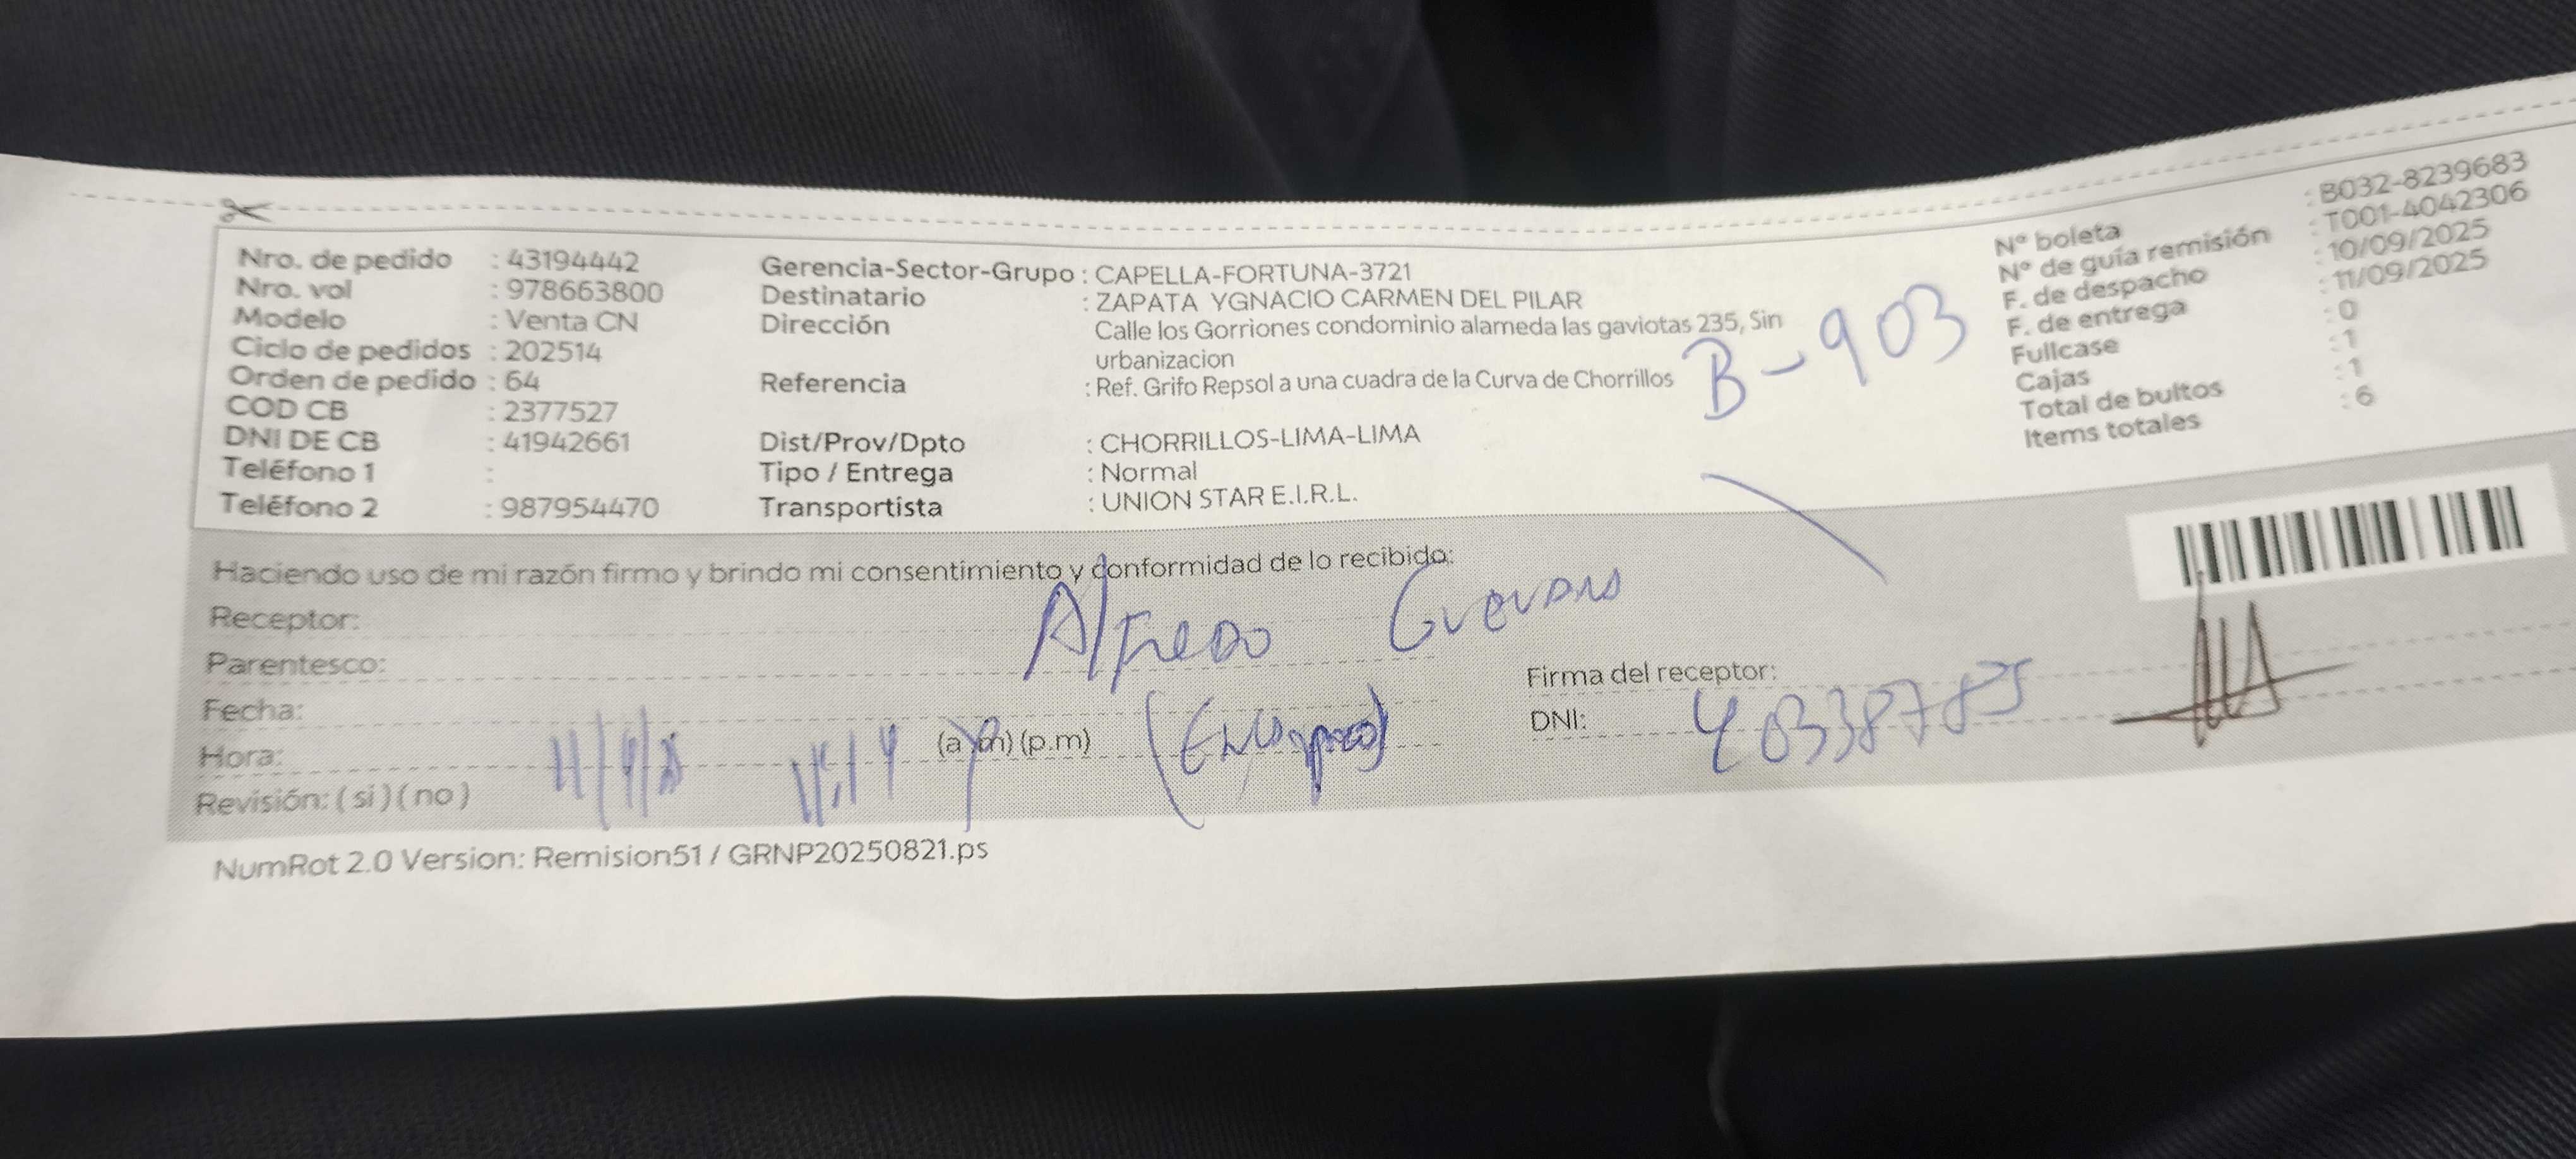 Nro. de pedido : 43194442
Nro. vol : 978663800
Modelo : Venta CN
Ciclo de pedidos : 202514
Orden de pedido : 64
COD CB : 2377527
DNI DE CB : 41942661
Teléfono 1 :
Teléfono 2 : 987954470
Gerencia-Sector-Grupo : CAPELLA-FORTUNA-3721
Destinatario : ZAPATA YGNACIO CARMEN DEL PILAR
Dirección Calle los Gorriones condominio alameda las gaviotas 235, Sin
urbanizacion
Referencia : Ref. Grifo Repsol a una cuadra de la Curva de Chorrillos
B-903
Dist/Prov/Dpto : CHORRILLOS-LIMA-LIMA
Tipo / Entrega : Normal
Transportista : UNION STAR E.I.R.L.
N° boleta : B032-8239683
N° de guía remisión : T001-4042306
F. de despacho : 10/09/2025
F. de entrega : 11/09/2025
Fullcase : 0
Cajas : 1
Total de bultos : 1
Items totales : 6
Haciendo uso de mi razón firmo y brindo mi consentimiento y conformidad de lo recibido:
Receptor: Alfredo
Parentesco:
Fecha:
Hora: (a.m) (p.m)
Revisión: ( si ) ( no )
Firma del receptor:
DNI:
NumRot 2.0 Version: Remision51 / GRNP20250821.ps